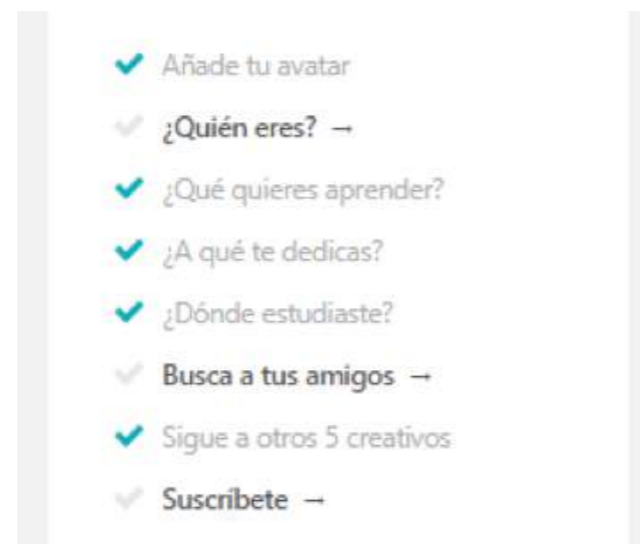 Añade tu avatar
¿Quién eres? →
¿Qué quieres aprender?
¿A qué te dedicas?
¿Dónde estudiaste?
Busca a tus amigos →
Sigue a otros 5 creativos
Suscríbete →